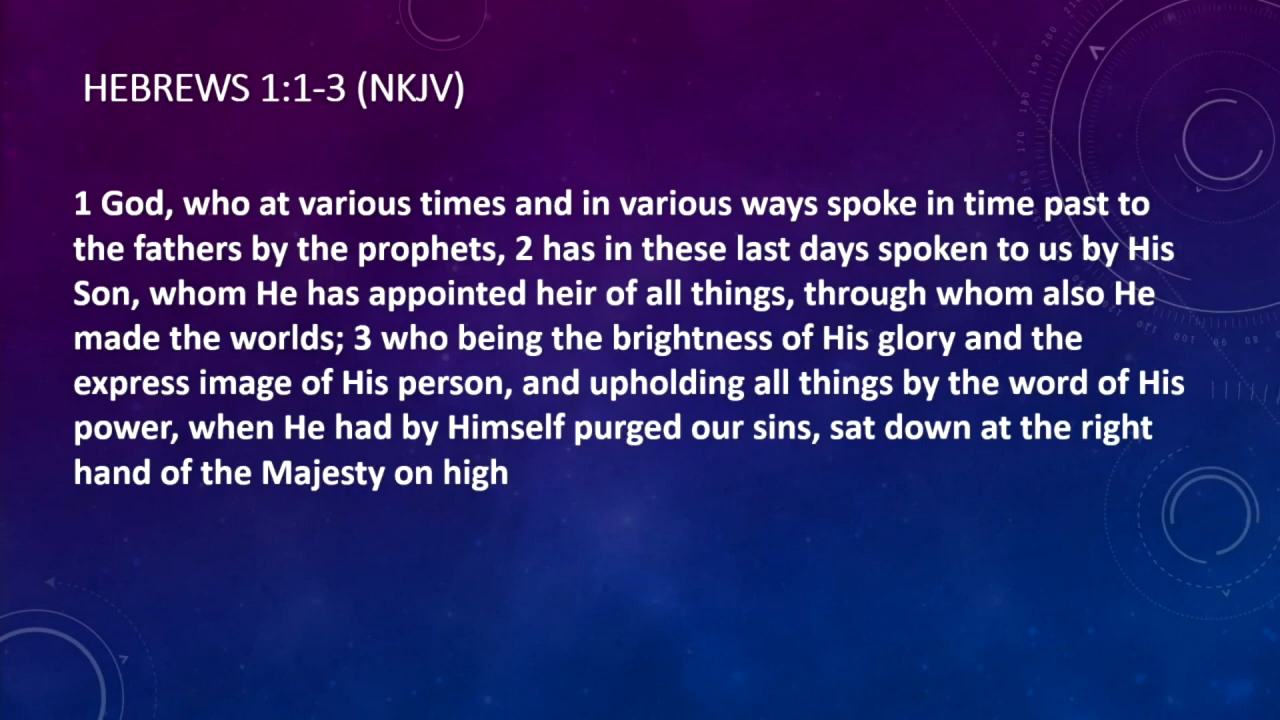 HEBREWS 1:1-3 (NKJV)
1 God, who at various times and in various ways spoke in time past to
the fathers by the prophets, 2 has in these last days spoken to us by His
Son, whom He has appointed heir of all things, through whom also He
made the worlds; 3 who being the brightness of His glory and the
express image of His person, and upholding all things by the word of His
power, when He had by Himself purged our sins, sat down at the right
hand of the Majesty on high